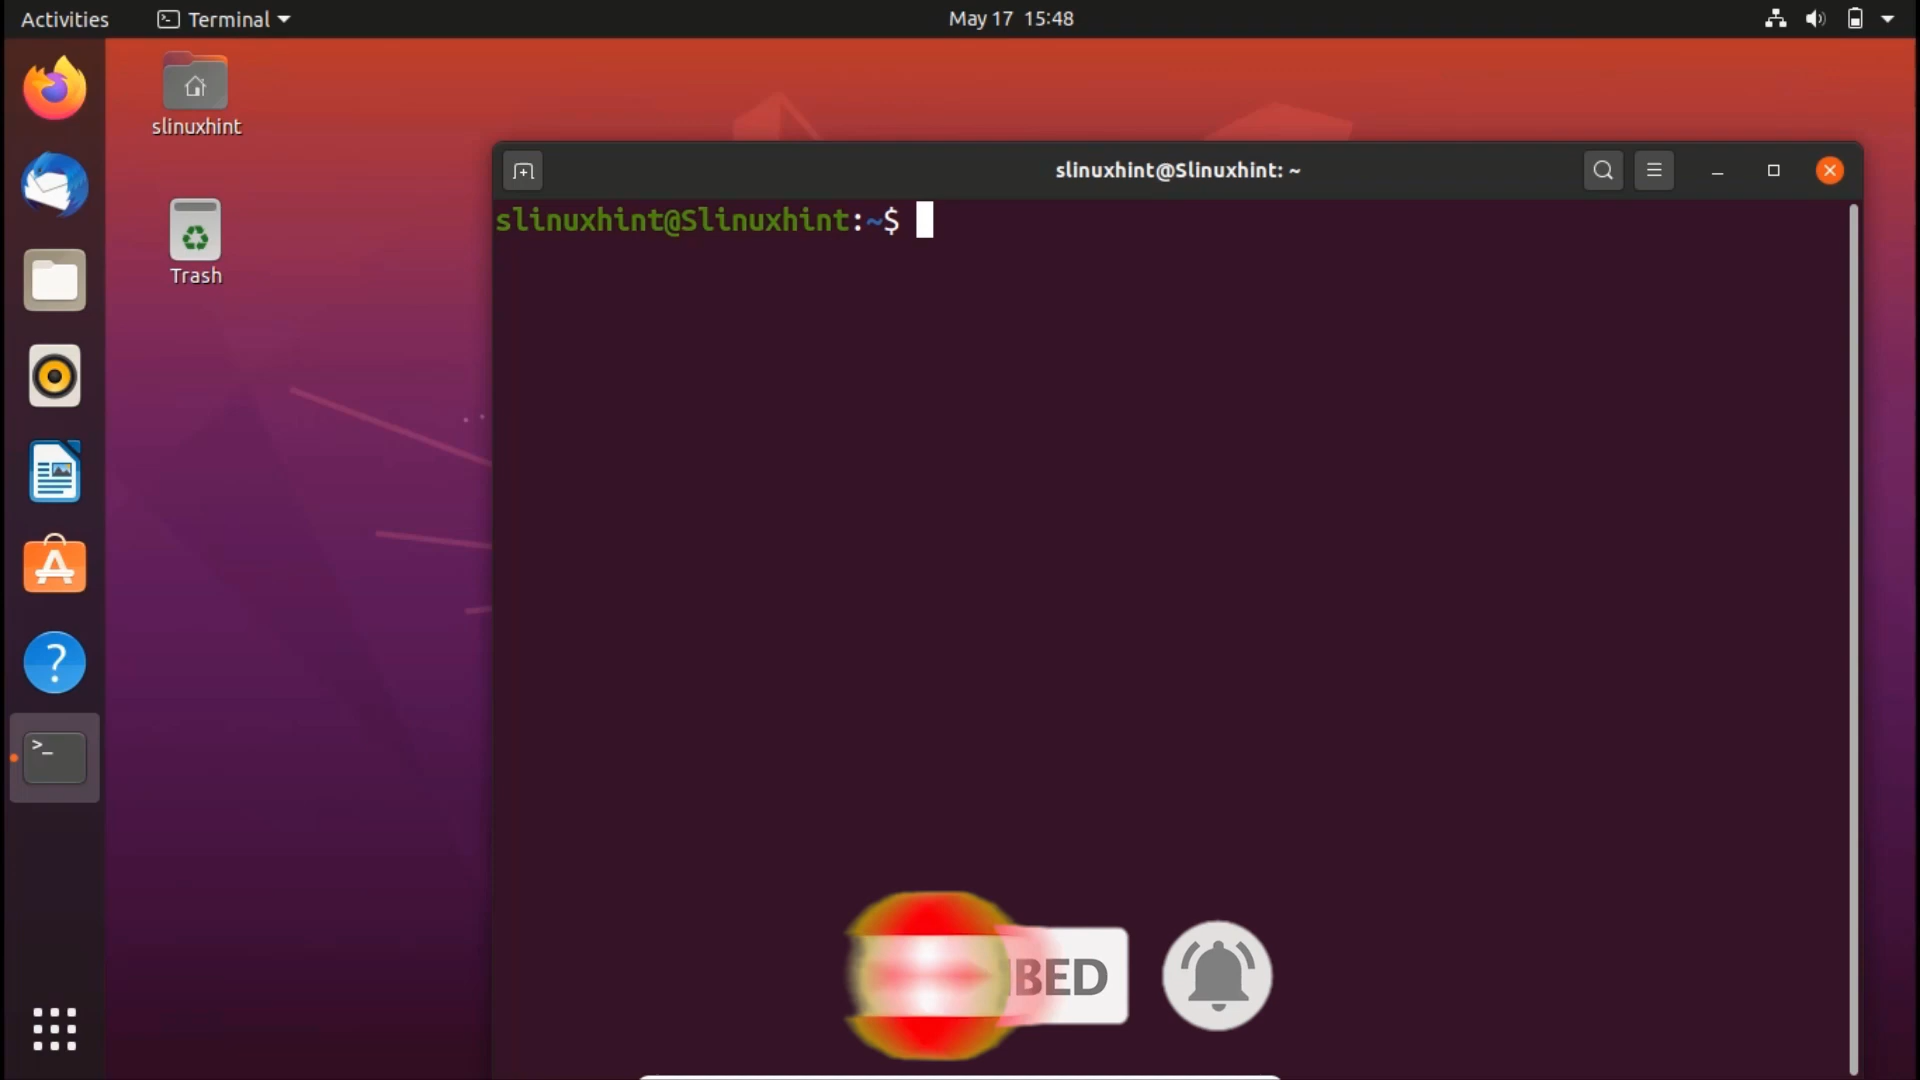 Activities
Terminal
May 17 15:48
slinuxhint
Trash
slinuxhint@Slinuxhint: ~
slinuxhint@Slinuxhint:~$
BED